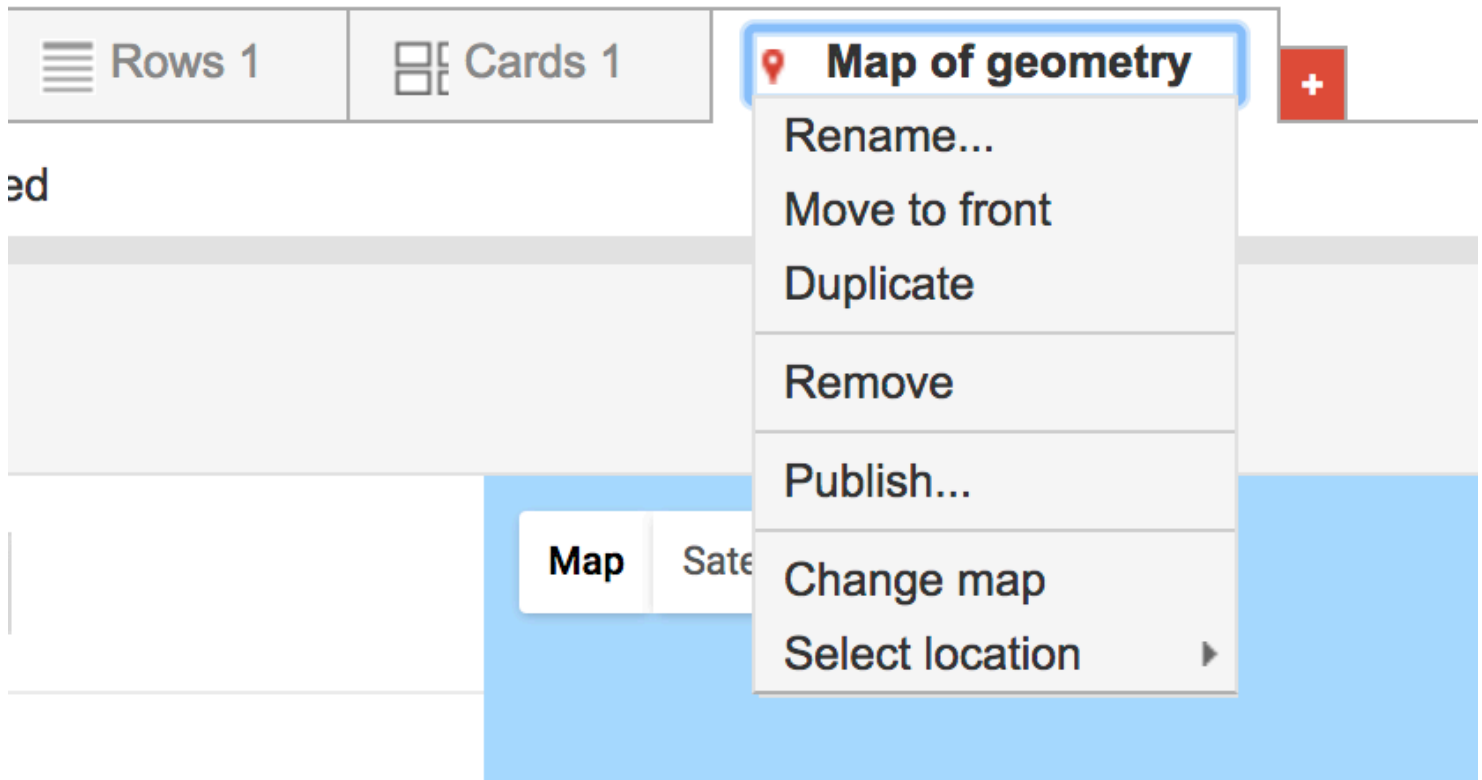 Rows 1
Cards 1
Map of geometry
+
ed
Rename...
Move to front
Duplicate
Remove
Publish...
Map
Sate
Change map
Select location